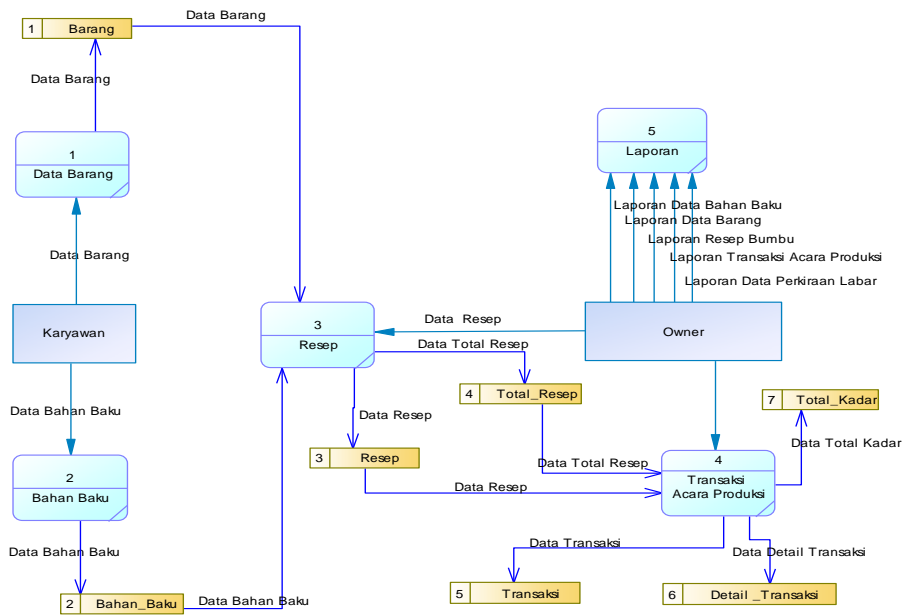 Data Barang
1 Barang
Data Barang
1
Data Barang
Data Barang
Karyawan
Data Bahan Baku
2
Bahan Baku
Data Bahan Baku
2 Bahan_Baku
Data Bahan Baku
3
Resep
Data Resep
Data Total Resep
4 Total_Resep
Data Resep
3 Resep
Data Total Resep
Data Resep
5
Laporan
Laporan Data Bahan Baku
Laporan Data Barang
Laporan Resep Bumbu
Laporan Transaksi Acara Produksi
Laporan Data Perkiraan Labar
Owner
7 Total_Kadar
Data Total Kadar
4
Transaksi
Acara Produksi
Data Transaksi
Data Detail Transaksi
5 Transaksi
6 Detail _Transaksi